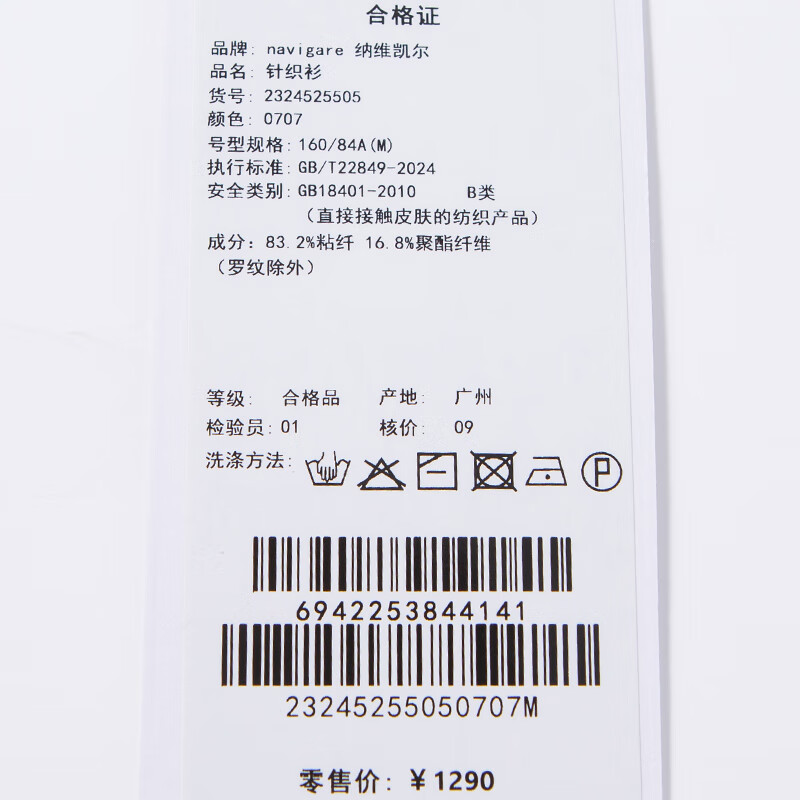 合格证
品牌: navigare 纳维凯尔
品名: 针织衫
货号: 2324525505
颜色: 0707
号型规格: 160/84A(M)
执行标准: GB/T22849-2024
安全类别: GB18401-2010 B类
（直接接触皮肤的纺织产品）
成分: 83.2%粘纤 16.8%聚酯纤维
（罗纹除外）
等级: 合格品 产地: 广州
检验员: 01 核价: 09
洗涤方法:
P
6942253844141
23245255050707M
零售价: ¥1290